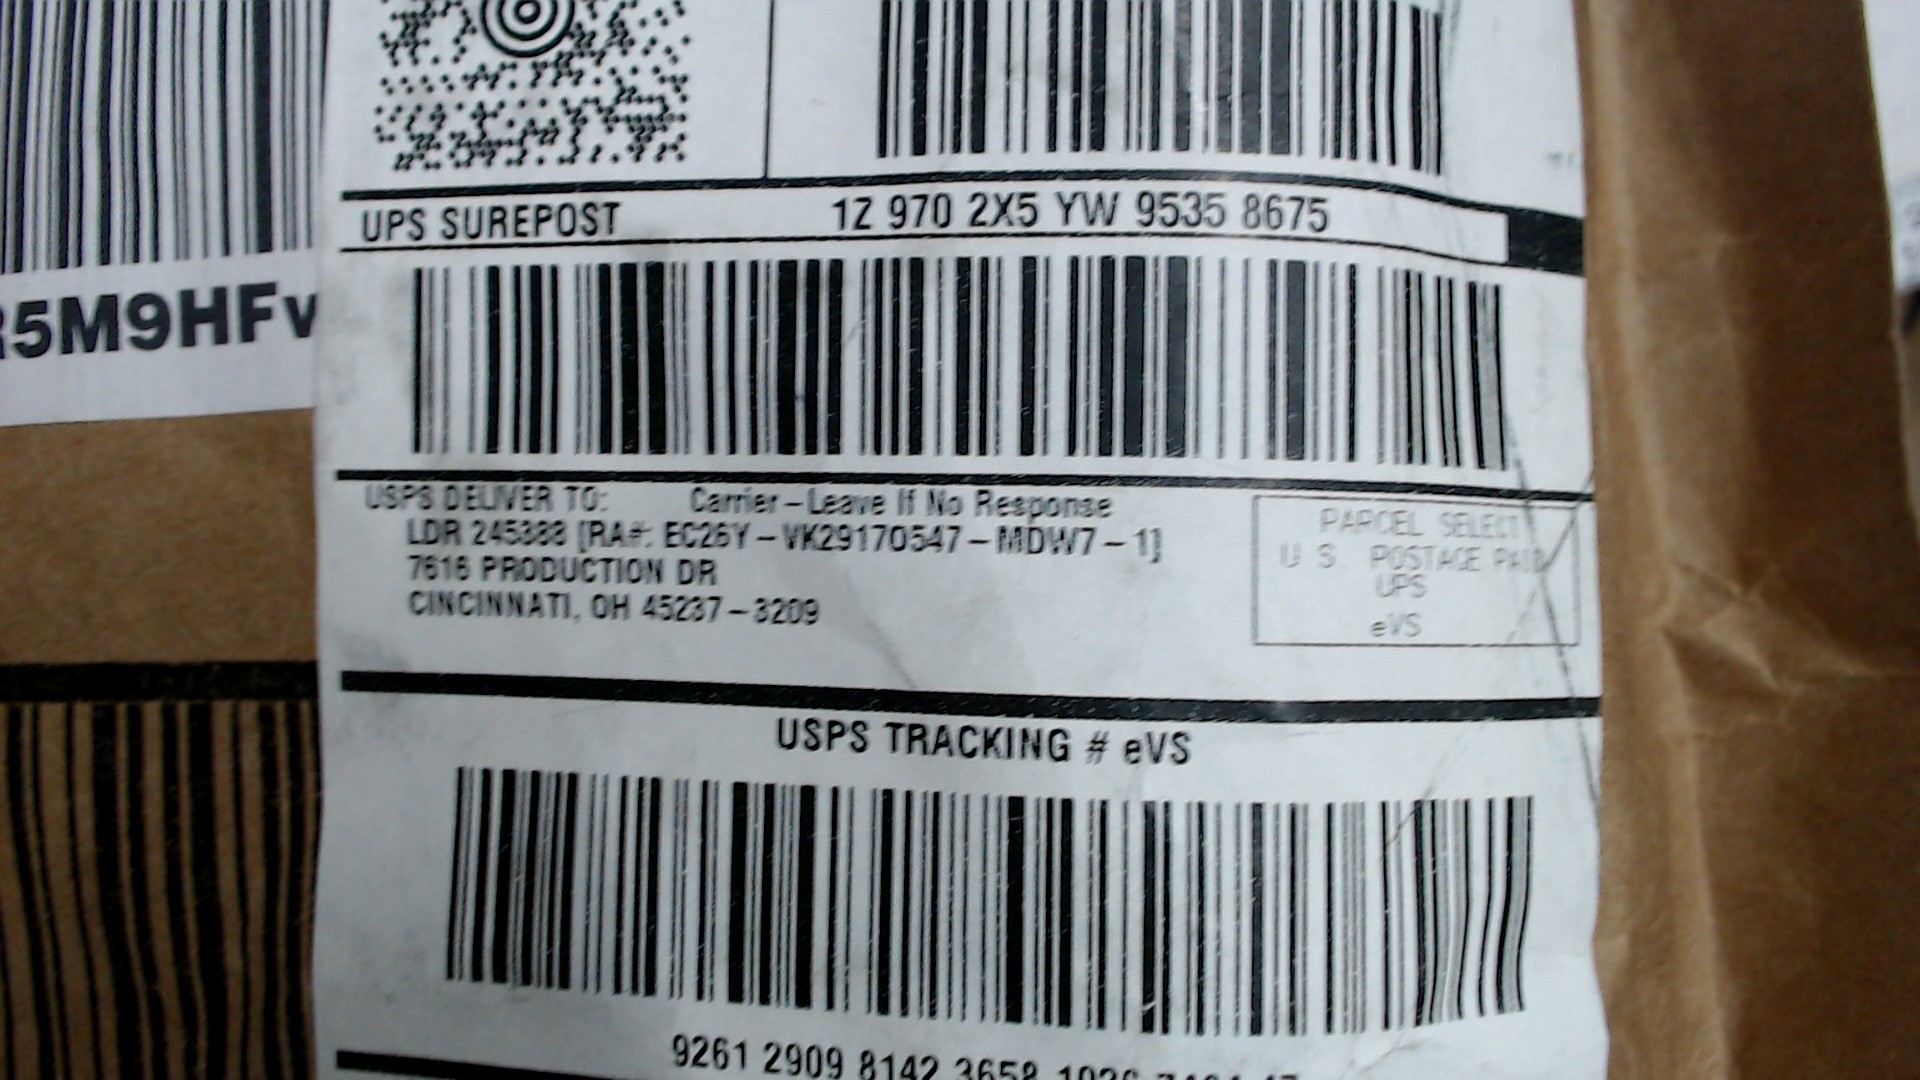 UPS SUREPOST 1Z 970 2X5 YW 9535 8675
R5M9HFv
USPS DELIVER TO: Carrier-Leave If No Response
LDR 245388 [RA#: EC26Y-VK29170547-MDW7-1]
7616 PRODUCTION DR
CINCINNATI, OH 45237-3209
PARCEL SELECT
U S POSTAGE PAID
UPS
eVS
USPS TRACKING # eVS
9261 2909 8142 3658